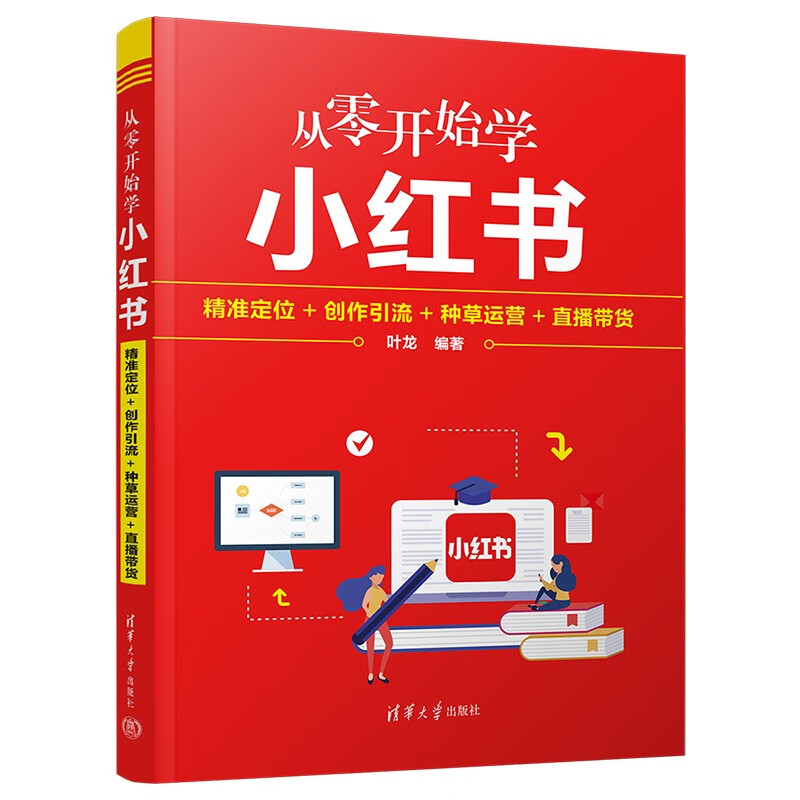 从零开始学
小红书
精准定位 + 创作引流 + 种草运营 + 直播带货
叶龙 编著
小红书
清华大学出版社
从零开始学
小红书
精准定位 + 创作引流 + 种草运营 + 直播带货
清华大学出版社